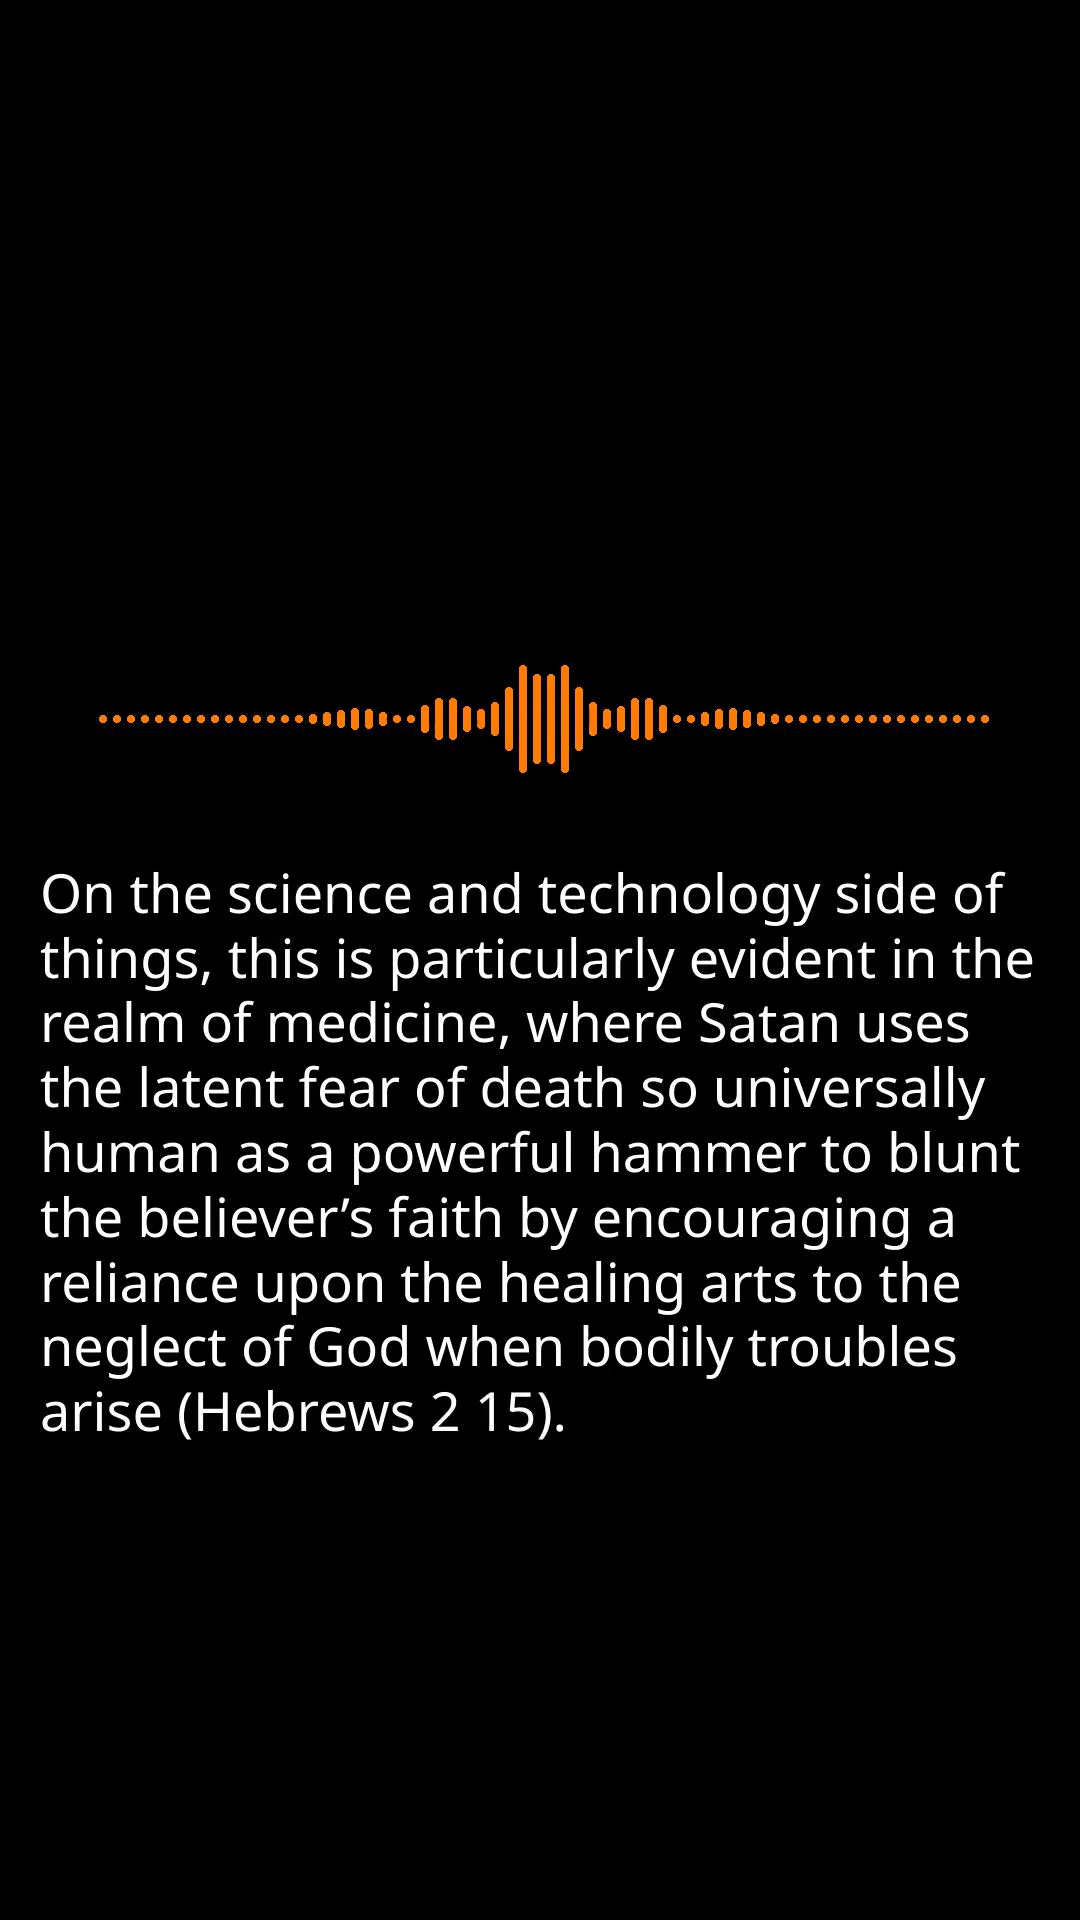 On the science and technology side of
things, this is particularly evident in the
realm of medicine, where Satan uses
the latent fear of death so universally
human as a powerful hammer to blunt
the believer’s faith by encouraging a
reliance upon the healing arts to the
neglect of God when bodily troubles
arise (Hebrews 2 15).